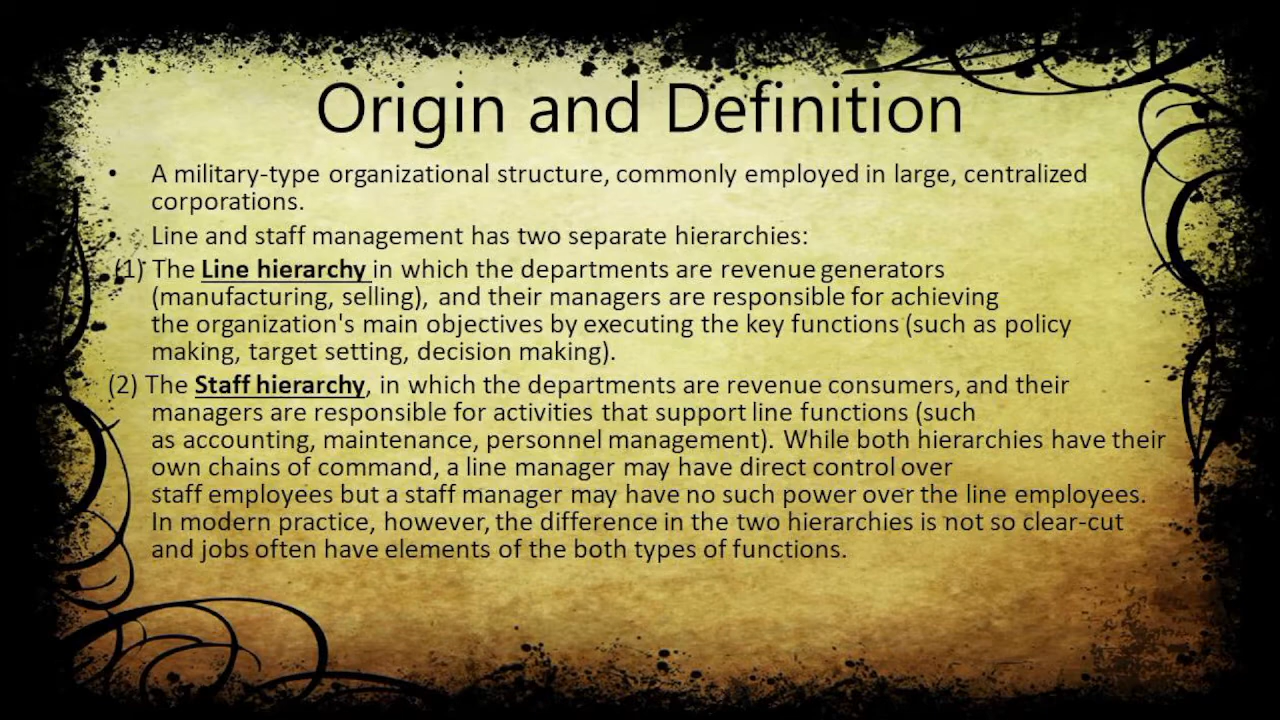 Origin and Definition
• A military-type organizational structure, commonly employed in large, centralized
corporations.
• Line and staff management has two separate hierarchies:
(1) The Line hierarchy in which the departments are revenue generators
(manufacturing, selling), and their managers are responsible for achieving
the organization's main objectives by executing the key functions (such as policy
making, target setting, decision making).
(2) The Staff hierarchy, in which the departments are revenue consumers, and their
managers are responsible for activities that support line functions (such
as accounting, maintenance, personnel management). While both hierarchies have their
own chains of command, a line manager may have direct control over
staff employees but a staff manager may have no such power over the line employees.
In modern practice, however, the difference in the two hierarchies is not so clear-cut
and jobs often have elements of the both types of functions.